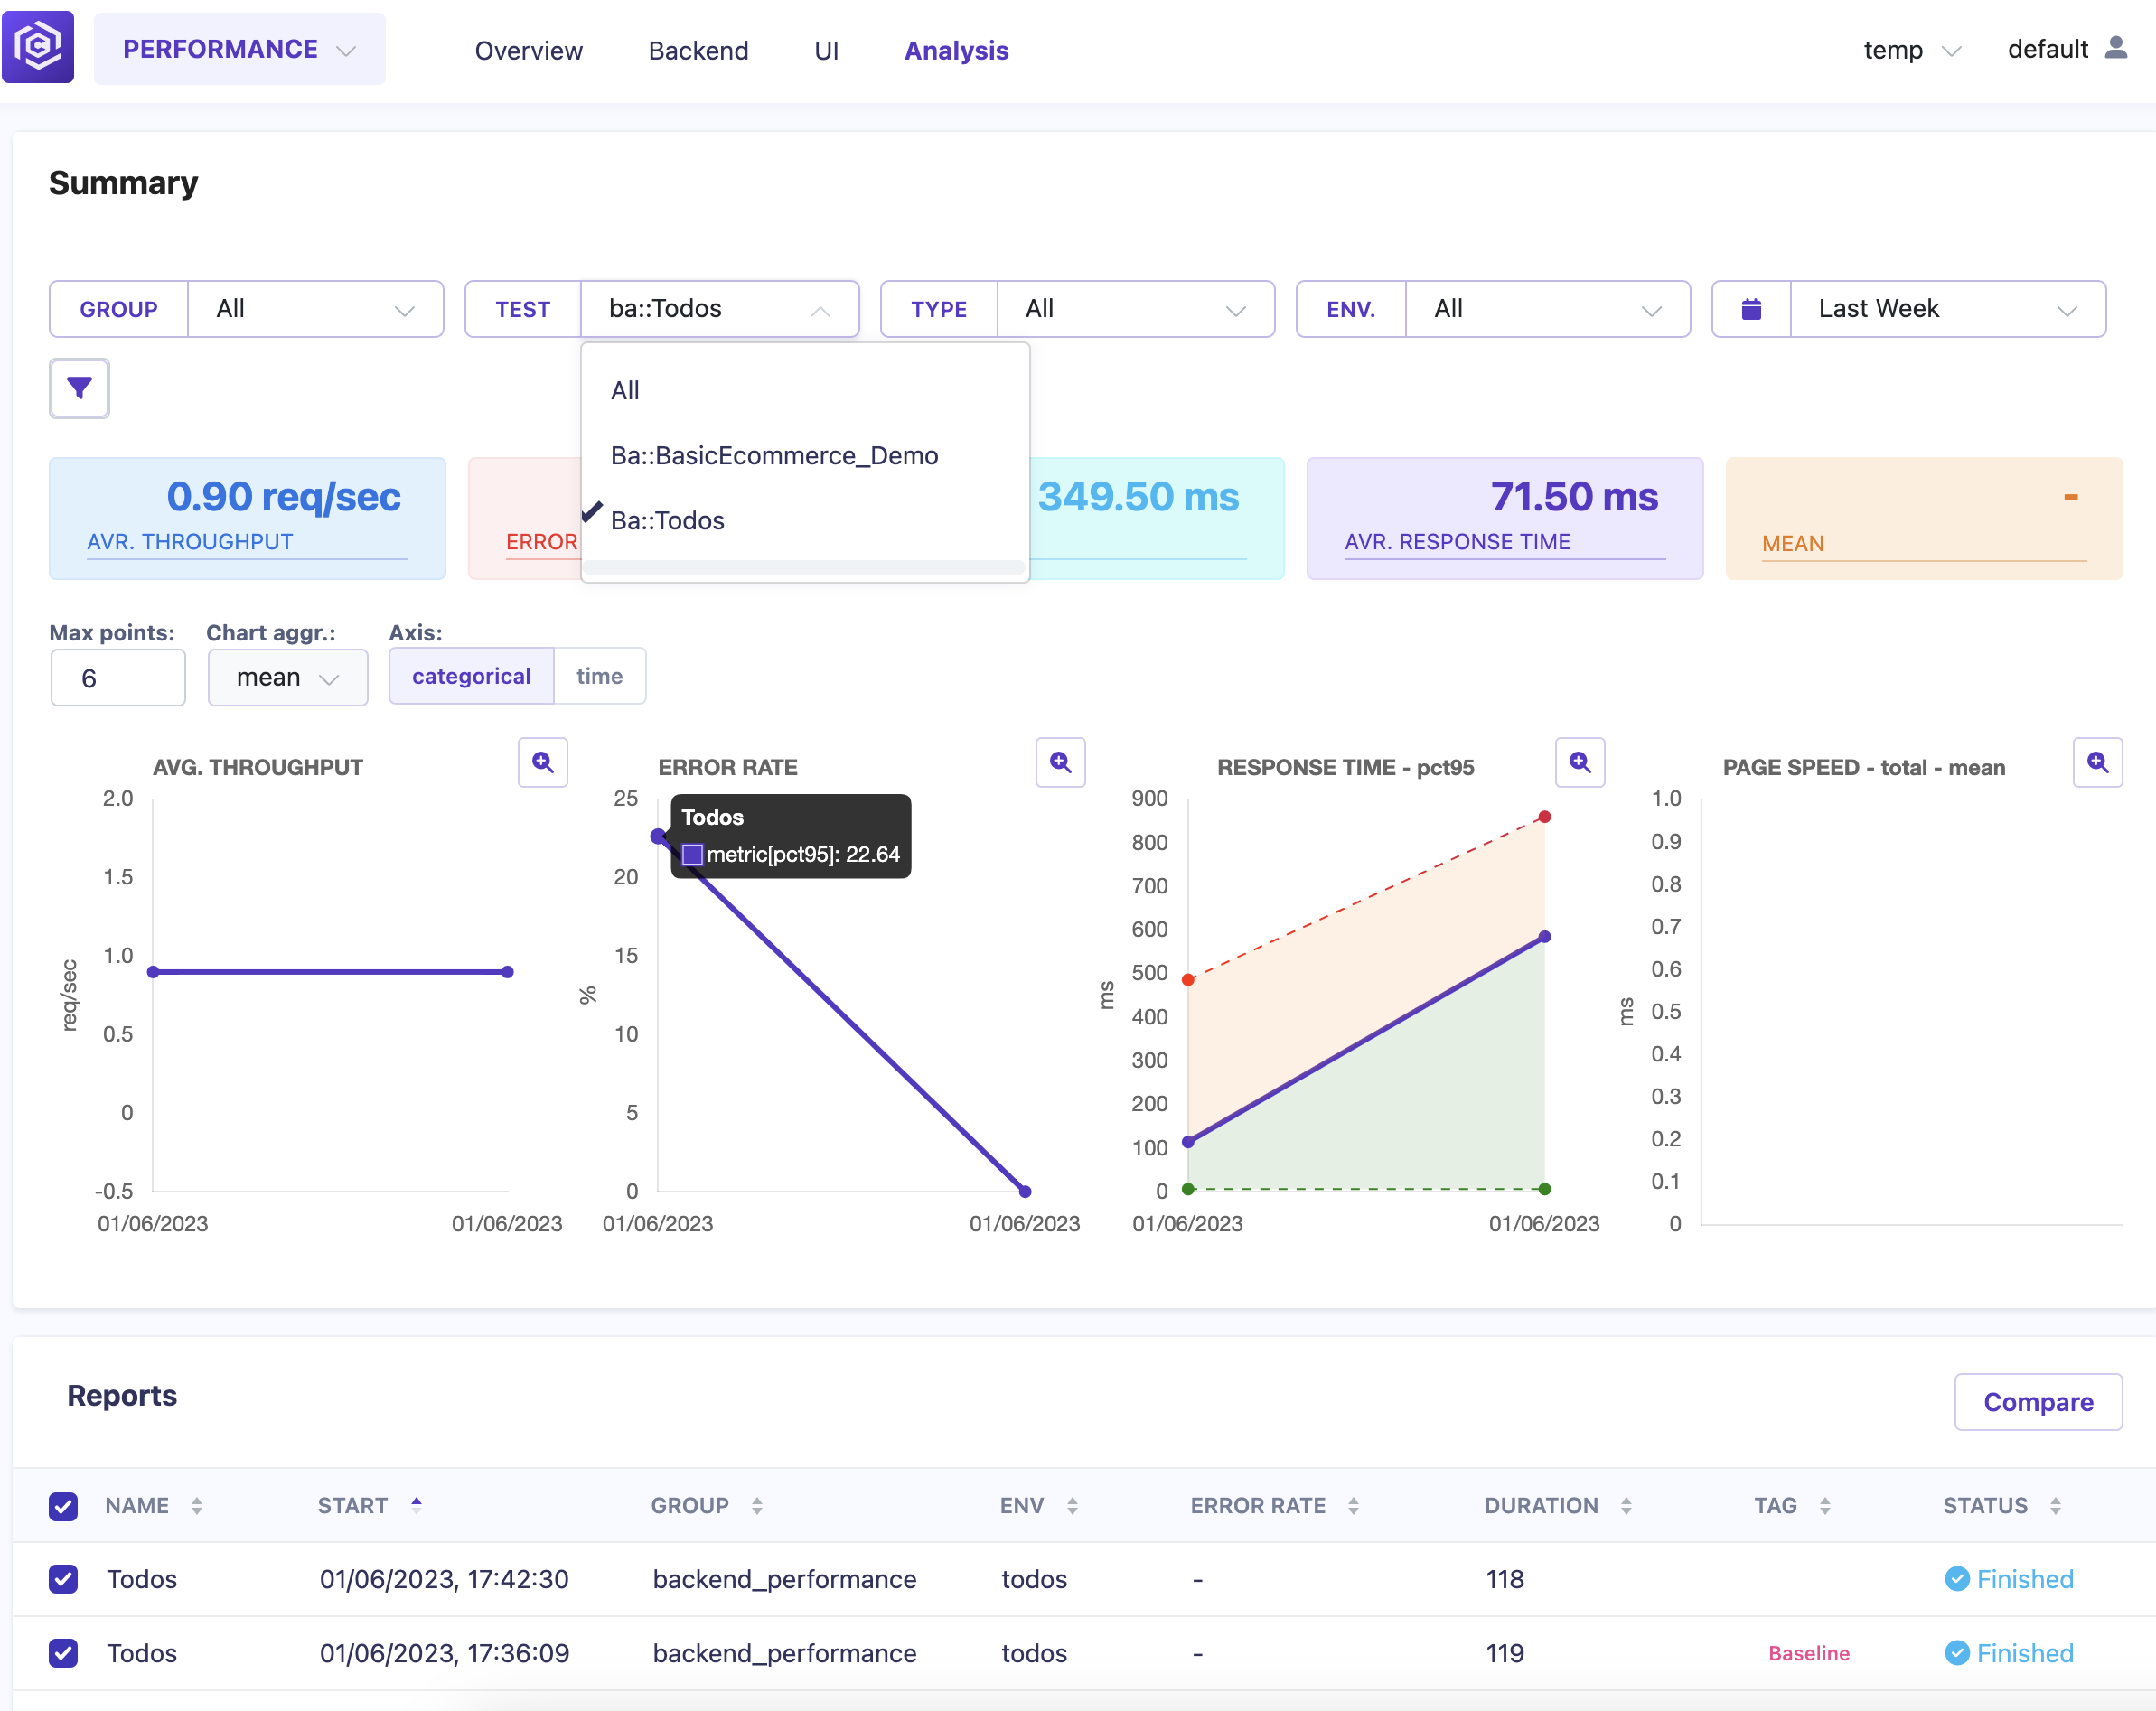 PERFORMANCE
Overview
Backend
UI
Analysis
temp
default
Summary
GROUP All
TEST ba::Todos
TYPE All
ENV. All
Last Week
All
Ba::BasicEcommerce_Demo
Ba::Todos
0.90 req/sec
AVR. THROUGHPUT
ERROR
349.50 ms
71.50 ms
AVR. RESPONSE TIME
-
MEAN
Max points:
Chart aggr.:
Axis:
6
mean
categorical
time
AVG. THROUGHPUT
2.0
1.5
1.0
0.5
0
-0.5
req/sec
01/06/2023
01/06/2023
ERROR RATE
25
20
15
10
5
0
%
Todos
metric[pct95]: 22.64
01/06/2023
01/06/2023
RESPONSE TIME - pct95
900
800
700
600
500
400
300
200
100
0
ms
01/06/2023
01/06/2023
PAGE SPEED - total - mean
1.0
0.9
0.8
0.7
0.6
0.5
0.4
0.3
0.2
0.1
0
ms
Reports
Compare
NAME START GROUP ENV ERROR RATE DURATION TAG STATUS
Todos 01/06/2023, 17:42:30 backend_performance todos - 118 Finished
Todos 01/06/2023, 17:36:09 backend_performance todos - 119 Baseline Finished